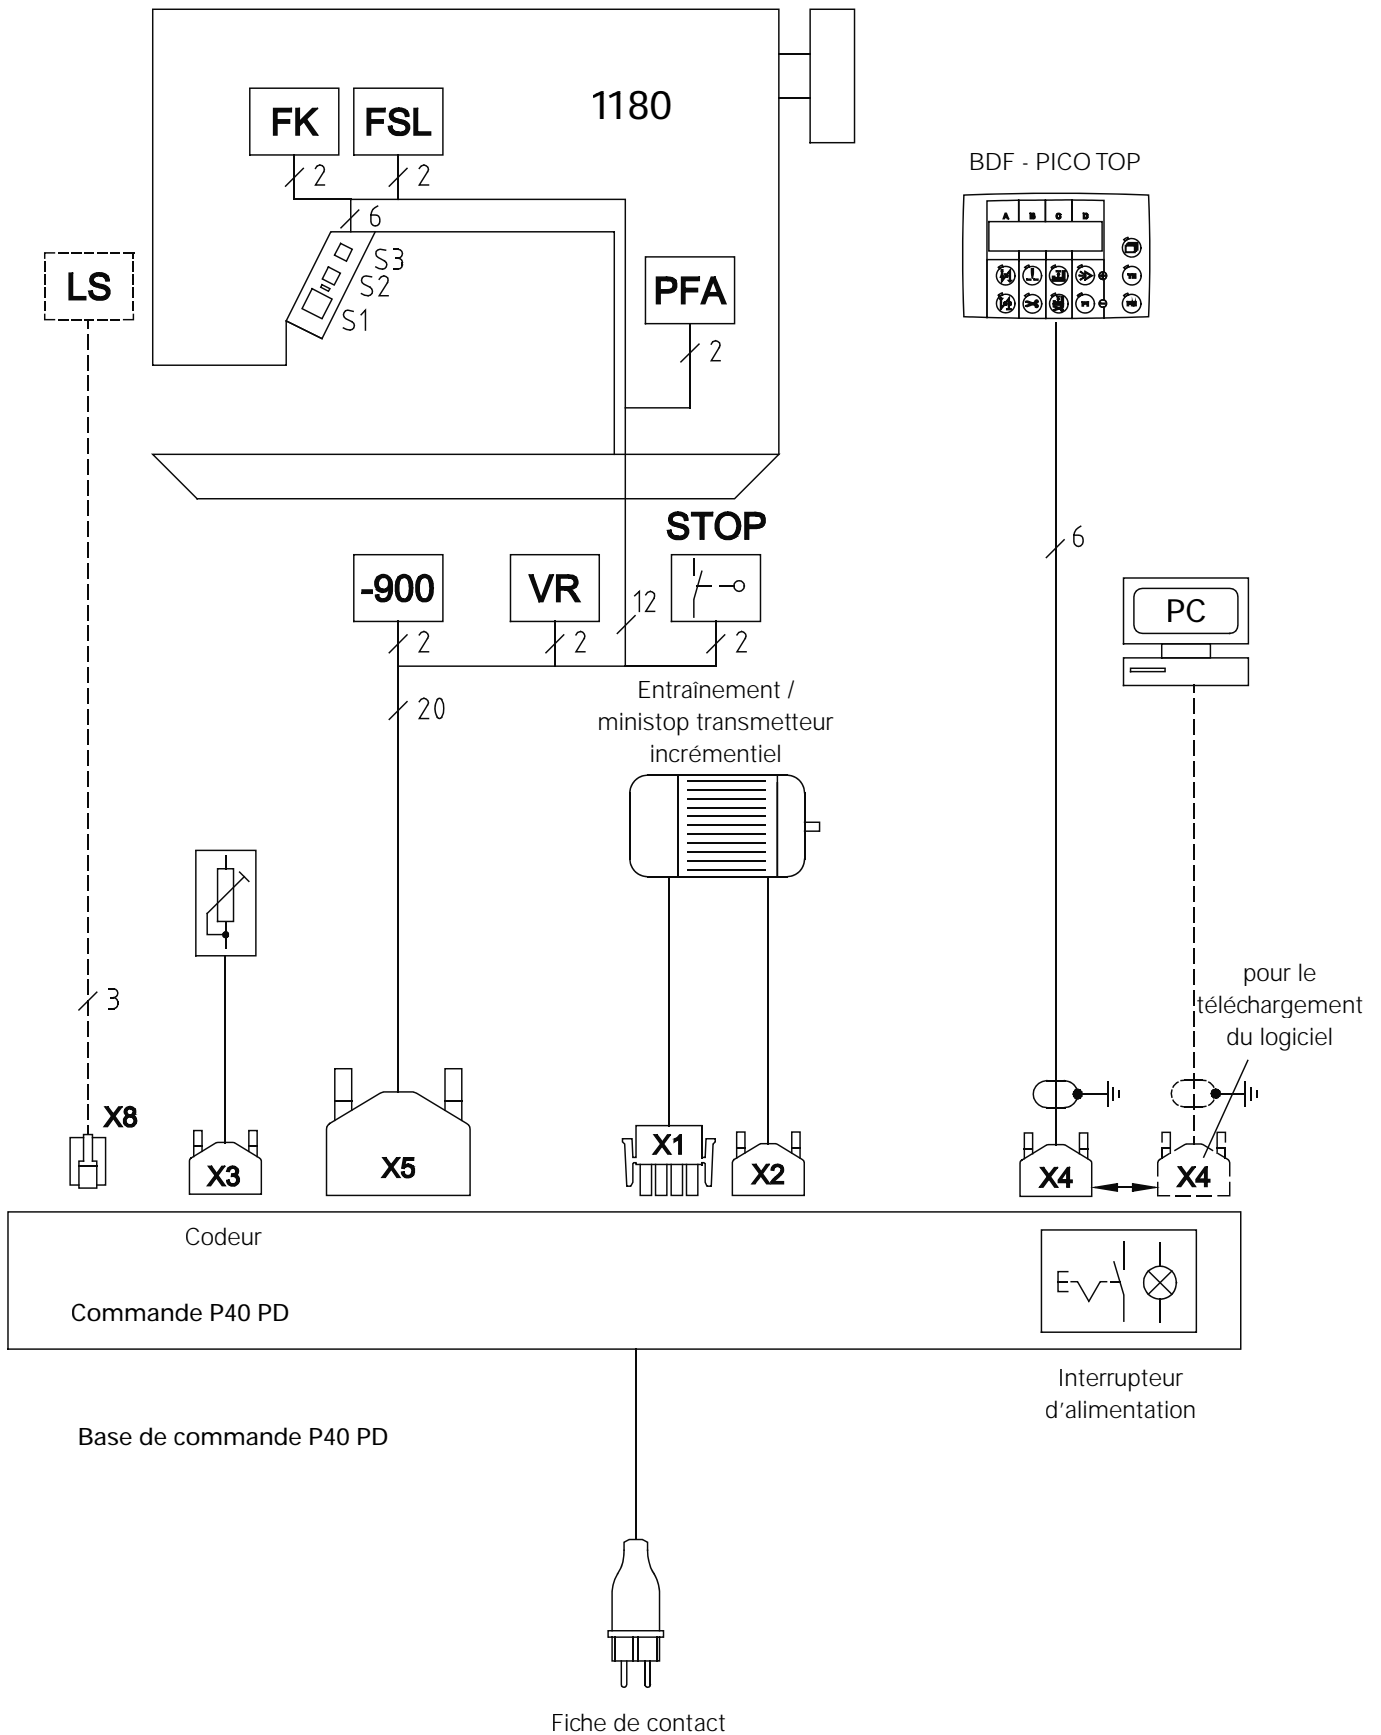 1180
FK
FSL
2
2
6
S3
S2
S1
LS
PFA
2
BDF - PICO TOP
A B C D
STOP
-900
VR
12
2
2
2
20
6
PC
Entraînement /
ministop transmetteur
incrémentiel
3
pour le
téléchargement
du logiciel
X8
X3
X5
X1
X2
X4
X4
Codeur
Commande P40 PD
Interrupteur
d'alimentation
Base de commande P40 PD
Fiche de contact